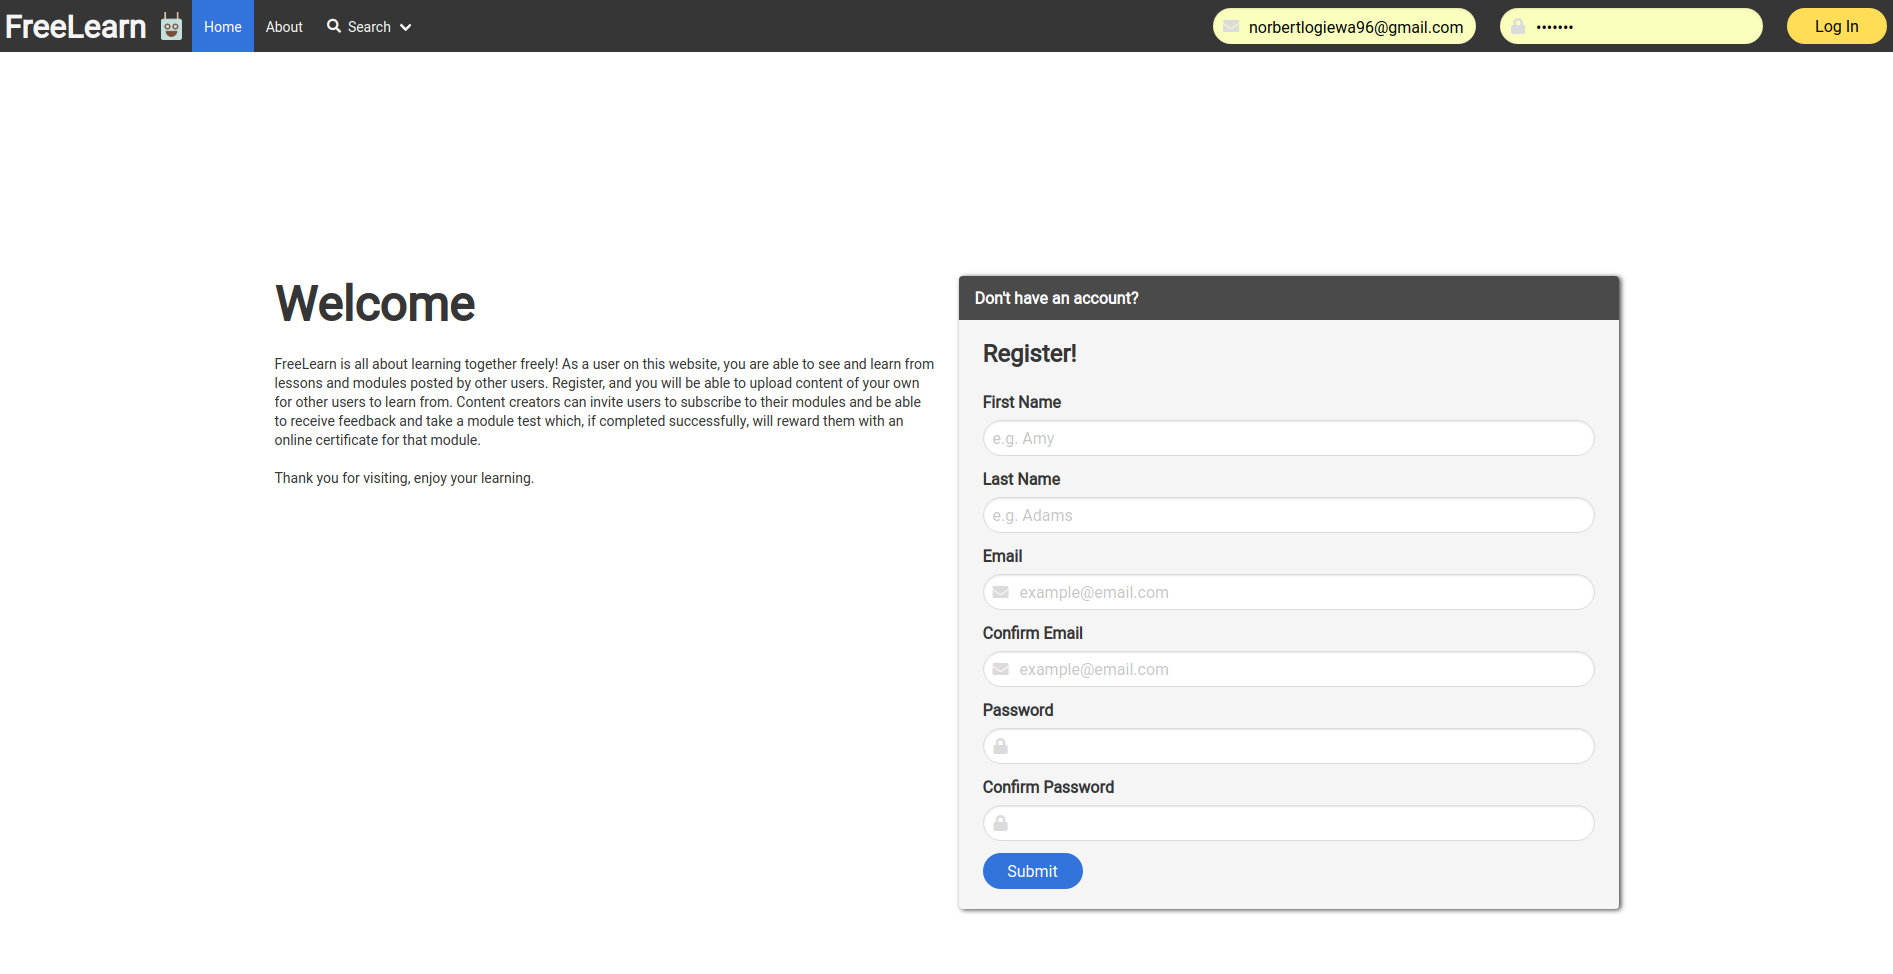 FreeLearn
Home
About
Search
norbertlogiewa96@gmail.com
•••••••
Log In
Welcome
FreeLearn is all about learning together freely! As a user on this website, you are able to see and learn from
lessons and modules posted by other users. Register, and you will be able to upload content of your own
for other users to learn from. Content creators can invite users to subscribe to their modules and be able
to receive feedback and take a module test which, if completed successfully, will reward them with an
online certificate for that module.
Thank you for visiting, enjoy your learning.
Don't have an account?
Register!
First Name
e.g. Amy
Last Name
e.g. Adams
Email
example@email.com
Confirm Email
example@email.com
Password
Confirm Password
Submit